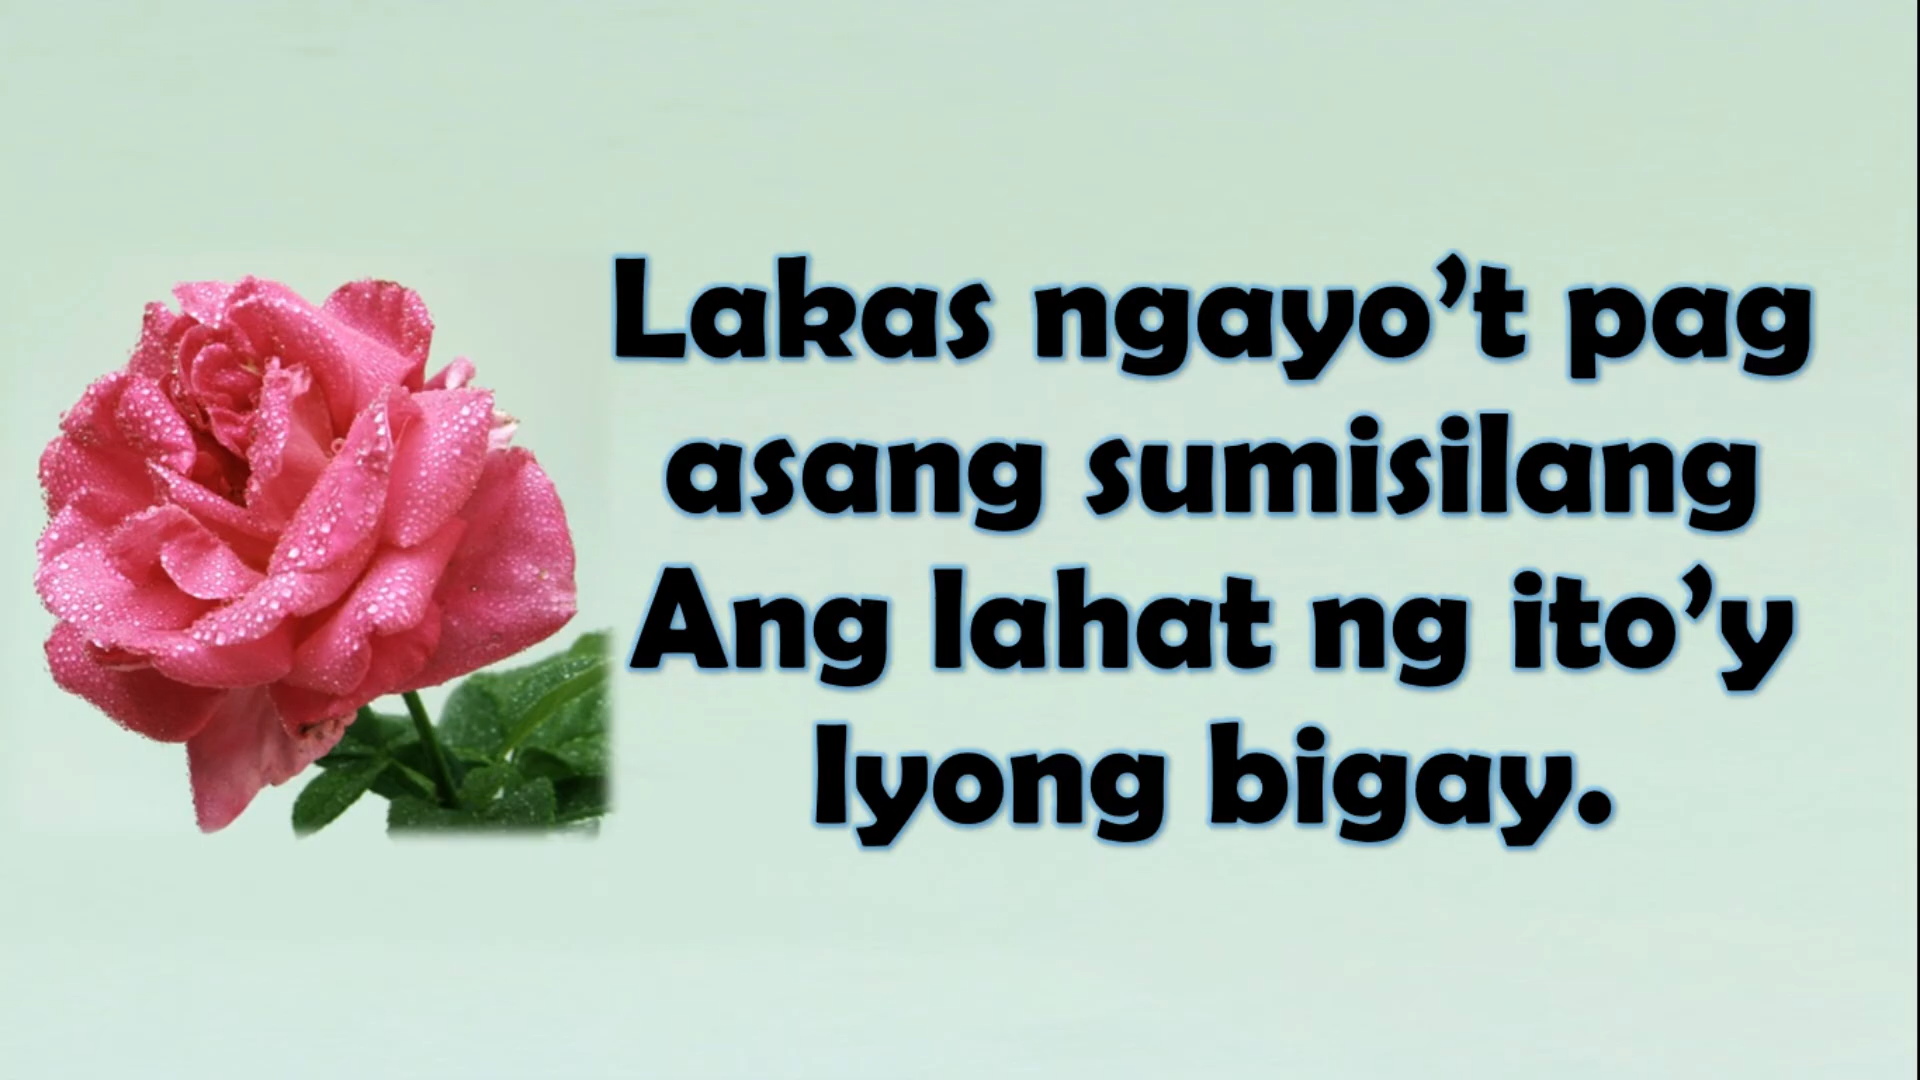 Lakas ngayo’t pag
asang sumisilang
Ang lahat ng ito’y
Iyong bigay.